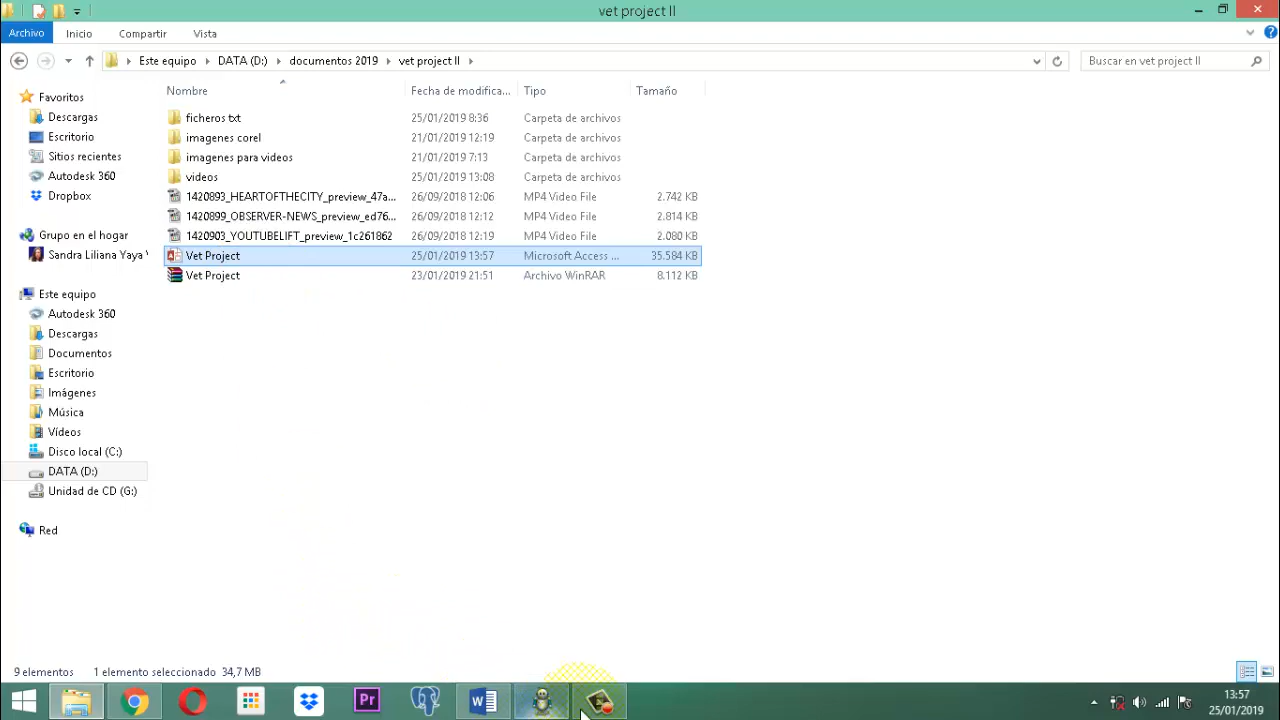 vet project II
Archivo Inicio Compartir Vista
Este equipo DATA (D:) documentos 2019 vet project II
Buscar en vet project II
Nombre Fecha de modifica... Tipo Tamaño
Favoritos
Descargas
Escritorio
Sitios recientes
Autodesk 360
Dropbox
Grupo en el hogar
Sandra Liliana Yaya
Este equipo
Autodesk 360
Descargas
Documentos
Escritorio
Imágenes
Música
Vídeos
Disco local (C:)
DATA (D:)
Unidad de CD (G:)
Red
ficheros txt 25/01/2019 8:36 Carpeta de archivos
imagenes corel 21/01/2019 12:19 Carpeta de archivos
imagenes para videos 21/01/2019 7:13 Carpeta de archivos
videos 25/01/2019 13:08 Carpeta de archivos
1420893_HEARTOFTHECITY_preview_47a... 26/09/2018 12:06 MP4 Video File 2.742 KB
1420899_OBSERVER-NEWS_preview_ed76... 26/09/2018 12:12 MP4 Video File 2.814 KB
1420903_YOUTUBELIFT_preview_1c261862 26/09/2018 12:19 MP4 Video File 2.080 KB
Vet Project 25/01/2019 13:57 Microsoft Access ... 35.584 KB
Vet Project 23/01/2019 21:51 Archivo WinRAR 8.112 KB
9 elementos 1 elemento seleccionado 34,7 MB
Pr
13:57
25/01/2019